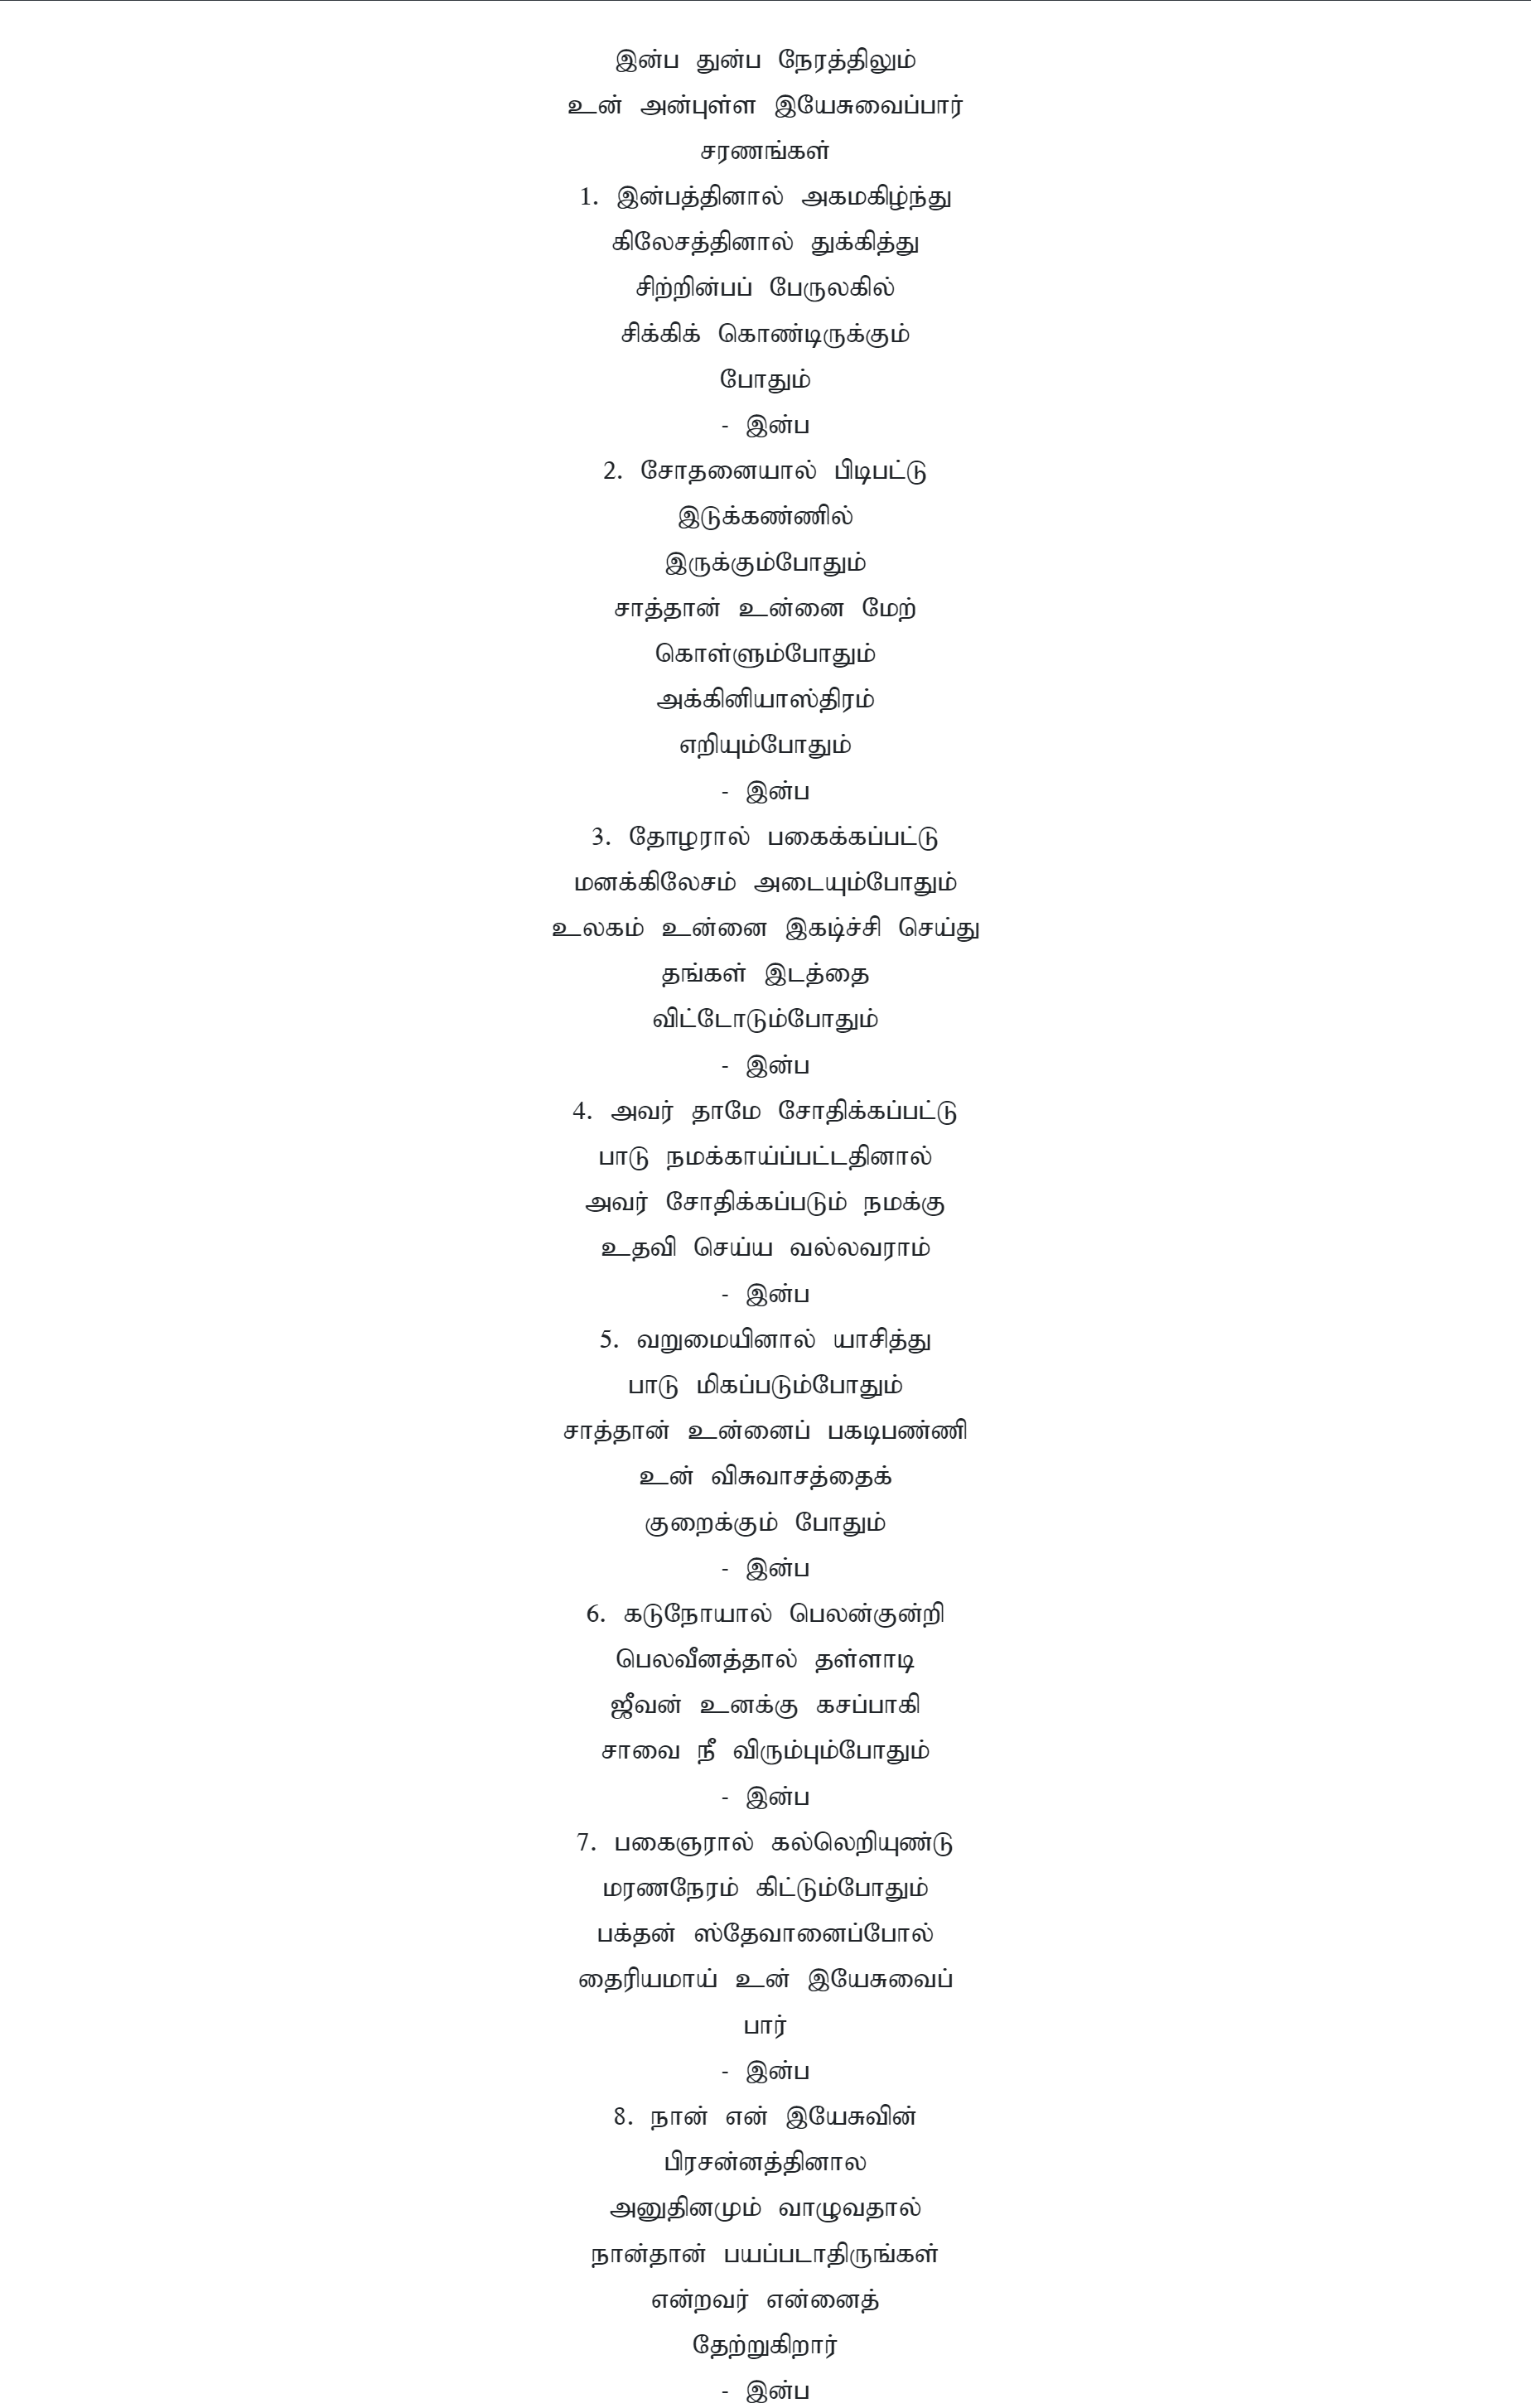 இன்ப துன்ப நேரத்திலும்
உன் அன்புள்ள இயேசுவைப்பார்
சரணங்கள்
1. இன்பத்தினால் அகமகிழ்ந்து
கிலேசத்தினால் துக்கித்து
சிற்றின்பப் பேருலகில்
சிக்கிக் கொண்டிருக்கும்
போதும்
- இன்ப
2. சோதனையால் பிடிபட்டு
இடுக்கண்ணில்
இருக்கும்போதும்
சாத்தான் உன்னை மேற்
கொள்ளும்போதும்
அக்கினியாஸ்திரம்
எறியும்போதும்
- இன்ப
3. தோழரால் பகைக்கப்பட்டு
மனக்கிலேசம் அடையும்போதும்
உலகம் உன்னை இகடிர்ச்சி செய்து
தங்கள் இடத்தை
விட்டோடும்போதும்
- இன்ப
4. அவர் தாமே சோதிக்கப்பட்டு
பாடு நமக்காய்ப்பட்டதினால்
அவர் சோதிக்கப்படும் நமக்கு
உதவி செய்ய வல்லவராம்
- இன்ப
5. வறுமையினால் யாசித்து
பாடு மிகப்படும்போதும்
சாத்தான் உன்னைப் பகடிபண்ணி
உன் விசுவாசத்தைக்
குறைக்கும் போதும்
- இன்ப
6. கடுநோயால் பெலன்குன்றி
பெலவீனத்தால் தள்ளாடி
ஜீவன் உனக்கு கசப்பாகி
சாவை நீ விரும்பும்போதும்
- இன்ப
7. பகைஞரால் கல்லெறியுண்டு
மரணநேரம் கிட்டும்போதும்
பக்தன் ஸ்தேவானைப்போல்
தைரியமாய் உன் இயேசுவைப்
பார்
- இன்ப
8. நான் என் இயேசுவின்
பிரசன்னத்தினால
அனுதினமும் வாழுவதால்
நான்தான் பயப்படாதிருங்கள்
என்றவர் என்னைத்
தேற்றுகிறார்
- இன்ப